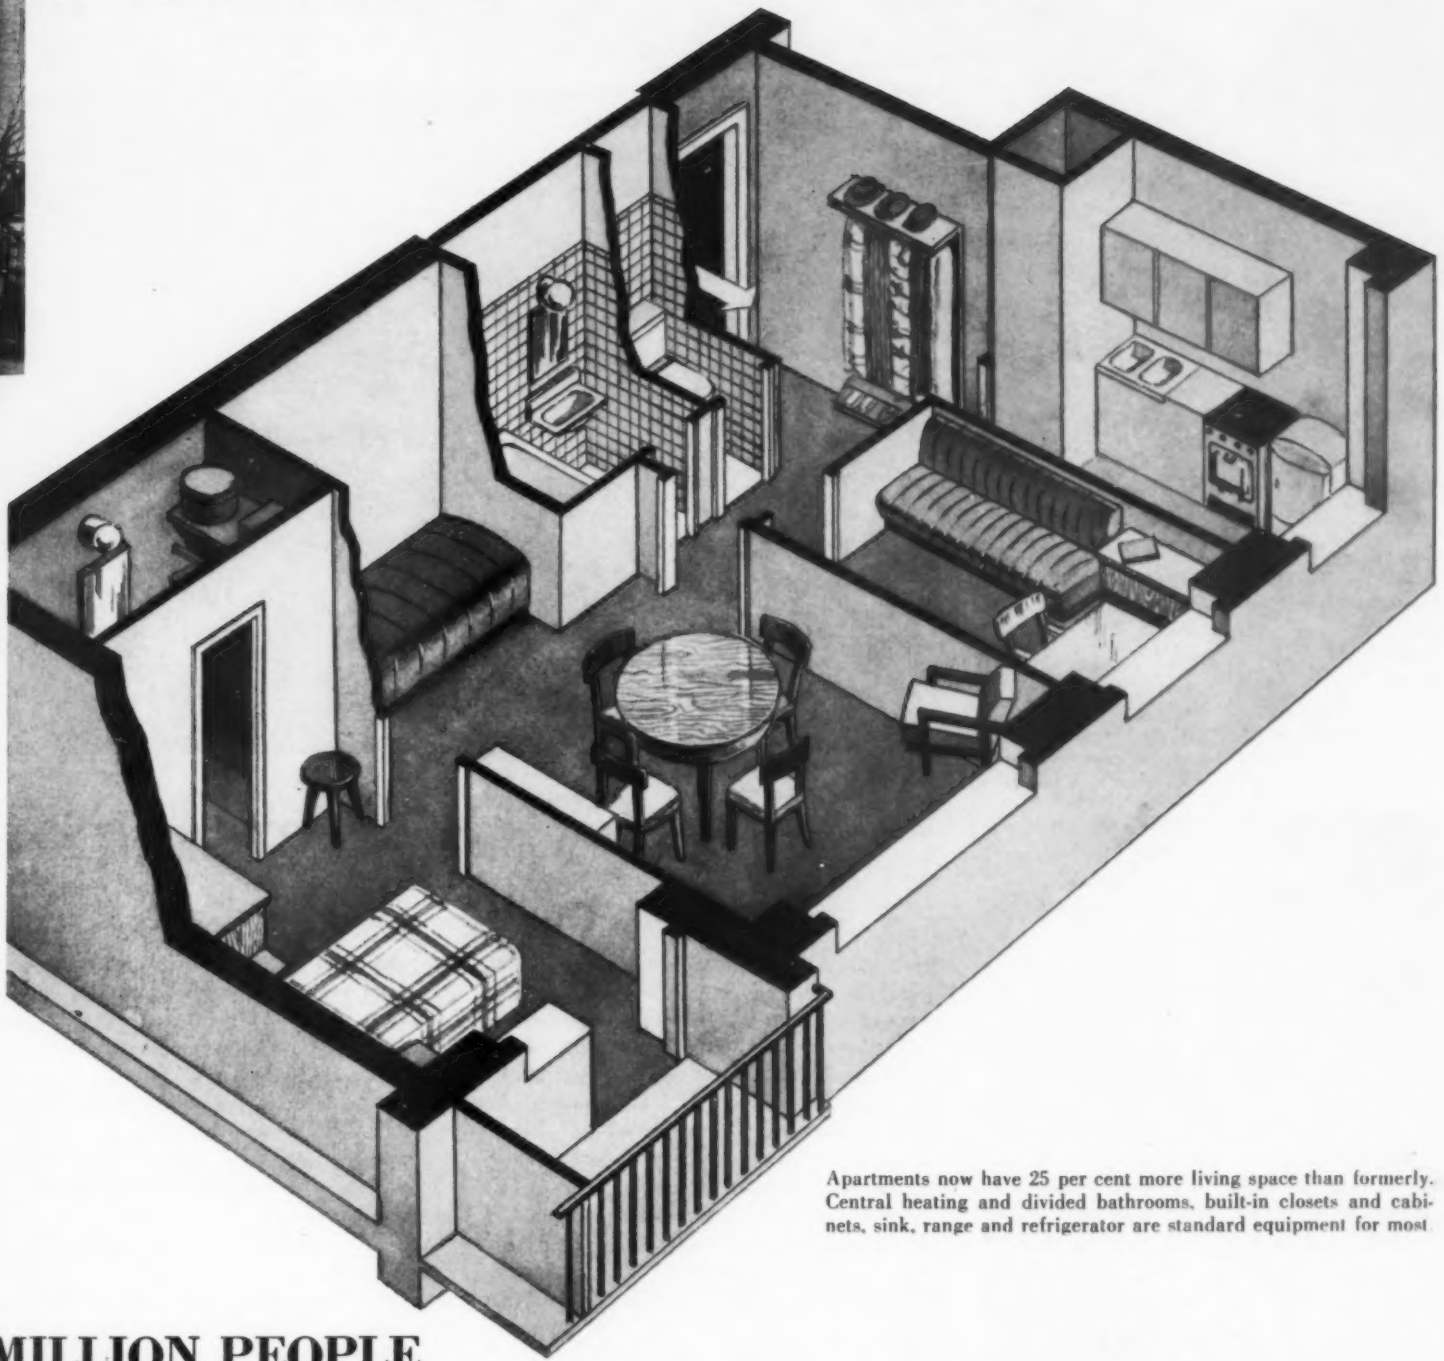 Apartments now have 25 per cent more living space than formerly.
Central heating and divided bathrooms, built-in closets and cabi-
nets, sink, range and refrigerator are standard equipment for most
MILLION PEOPLE